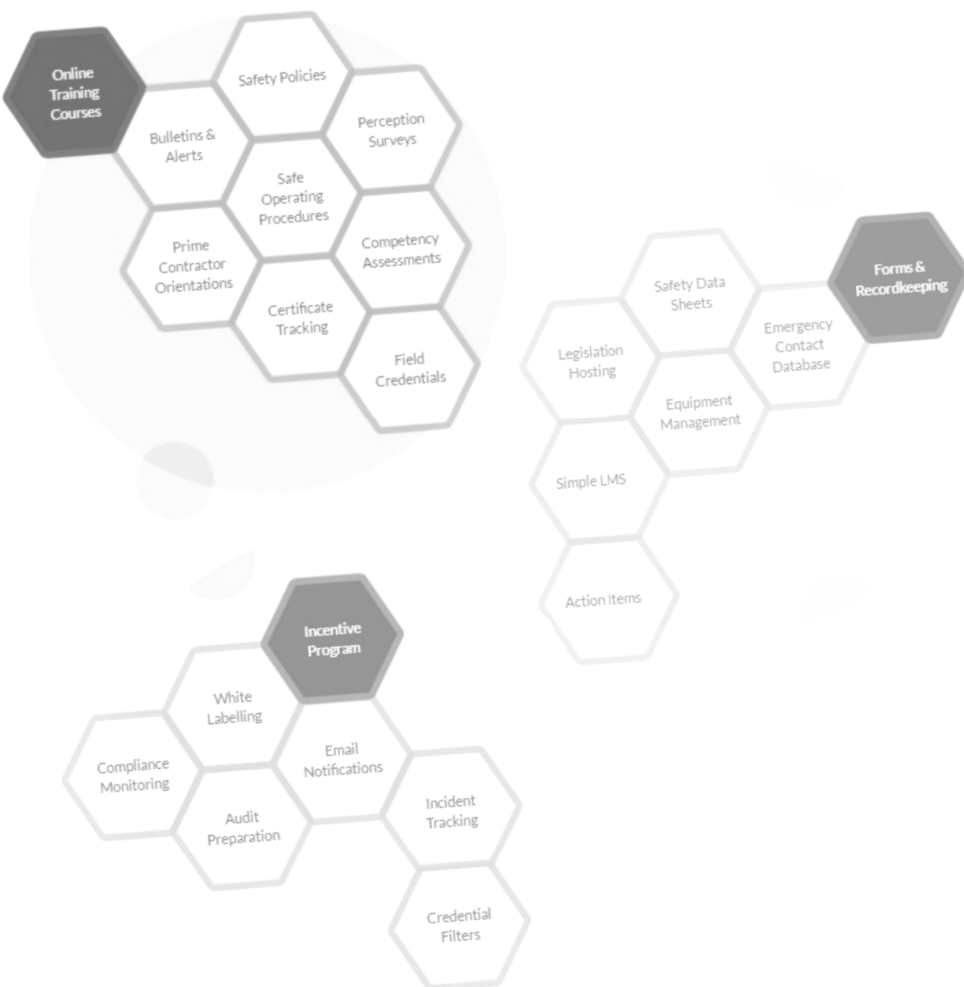 Online
Training
Courses
Safety Policies
Bulletins &
Alerts
Perception
Surveys
Safe
Operating
Procedures
Prime
Contractor
Orientations
Competency
Assessments
Certificate
Tracking
Field
Credentials
Forms &
Recordkeeping
Safety Data
Sheets
Emergency
Contact
Database
Legislation
Hosting
Equipment
Management
Simple LMS
Action Items
Incentive
Program
White
Labelling
Email
Notifications
Compliance
Monitoring
Audit
Preparation
Incident
Tracking
Credential
Filters